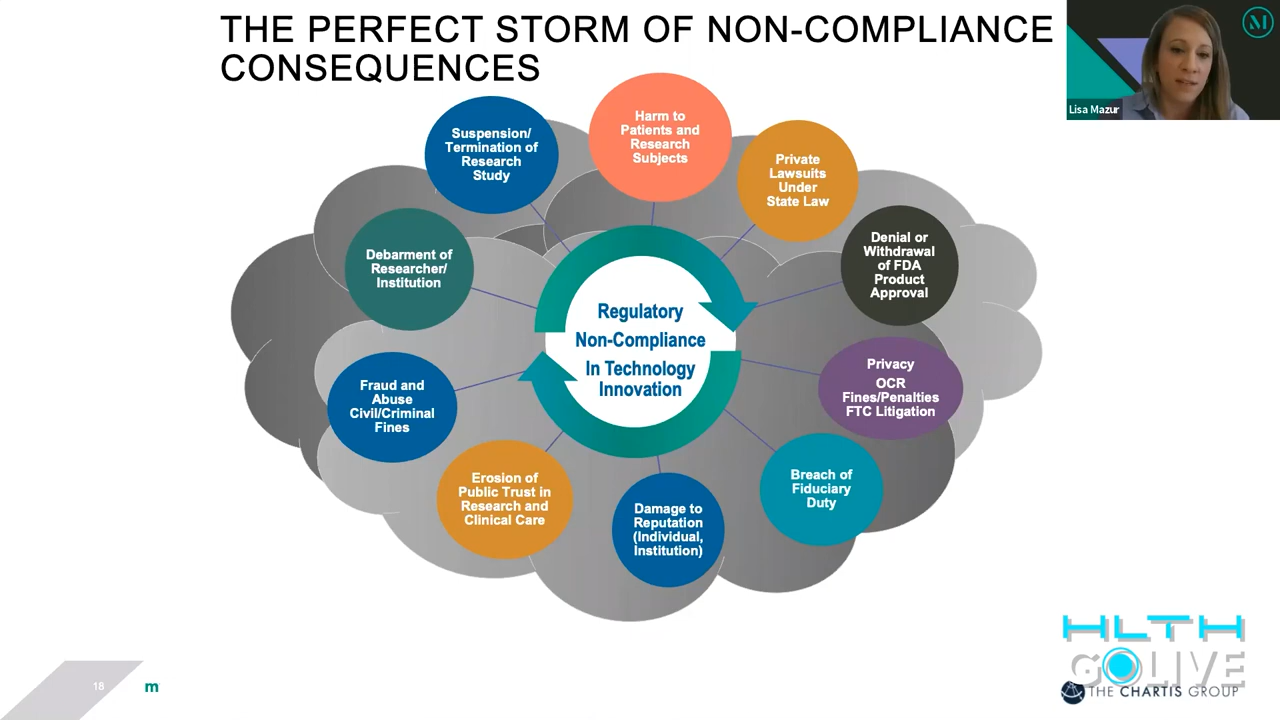 THE PERFECT STORM OF NON-COMPLIANCE
CONSEQUENCES
Lisa Mazur
Harm to
Patients and
Research
Subjects
Suspension/
Termination of
Research
Study
Private
Lawsuits
Under
State Law
Debarment of
Researcher/
Institution
Denial or
Withdrawal
of FDA
Product
Approval
Regulatory
Non-Compliance
In Technology
Innovation
Fraud and
Abuse
Civil/Criminal
Fines
Privacy
OCR
Fines/Penalties
FTC Litigation
Erosion of
Public Trust in
Research and
Clinical Care
Damage to
Reputation
(Individual,
Institution)
Breach of
Fiduciary
Duty
HLTH
GOLIVE
THE CHARTIS GROUP
18
m
M